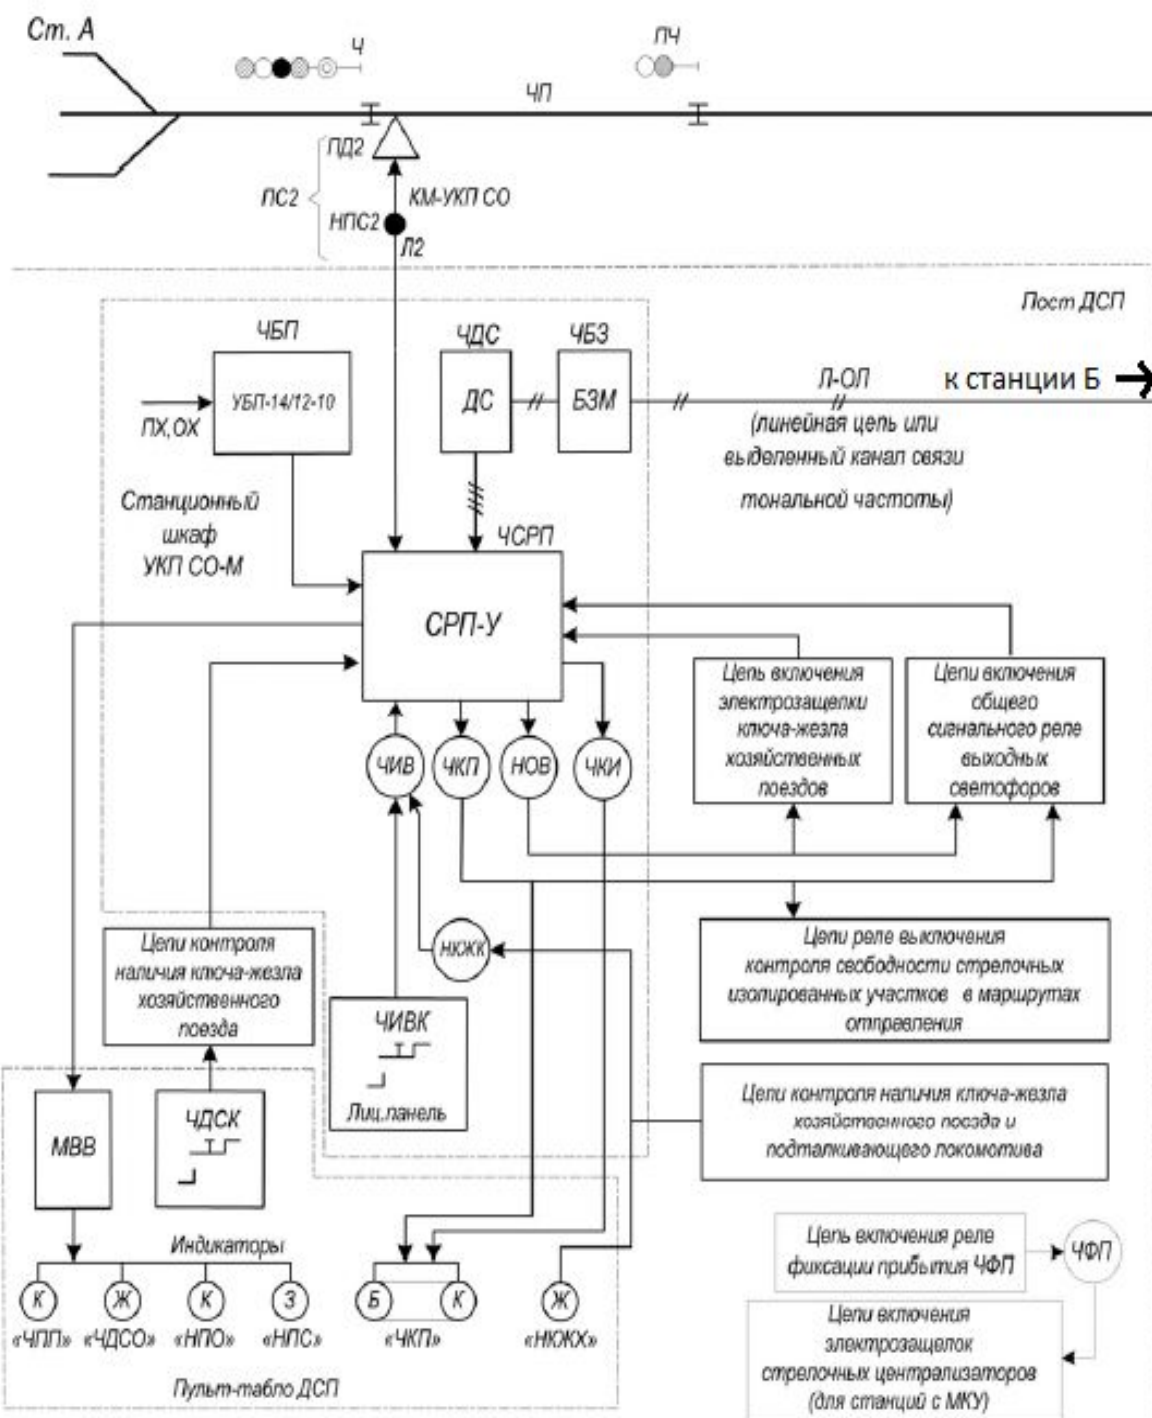 Ст. А
Ч
ПЧ
ЧП
ПД2
ПС2
КМ-УКП СО
НПС2
Л2
Пост ДСП
ЧБП
ЧДС
ЧБЗ
УБП-14/12-10
ДС
БЗМ
Л-ОЛ
к станции Б
ПХ,ОХ
(линейная цепь или
выделенный канал связи
тональной частоты)
Станционный
шкаф
УКП СО-М
ЧСРП
СРП-У
Цепь включения
электрозащелки
ключа-жезла
хозяйственных
поездов
Цепи включения
общего
сигнального реле
выходных
светофоров
ЧИВ
ЧКП
НОВ
ЧКИ
Цепи контроля
наличия ключа-жезла
хозяйственного
поезда
НКЖК
Цепи реле выключения
контроля свободности стрелочных
изолированных участков в маршрутах
отправления
ЧИВК
Лиц.панель
Цепи контроля наличия ключа-жезла
хозяйственного поезда и
подталкивающего локомотива
МВВ
ЧДСК
Индикаторы
К
Ж
К
З
Б
К
Ж
«ЧПП»
«ЧДСО»
«НПО»
«НПС»
«ЧКП»
«НКЖХ»
Пульт-табло ДСП
Цепь включения реле
фиксации прибытия ЧФП
ЧФП
Цепи включения
электрозащелок
стрелочных централизаторов
(для станций с МКУ)